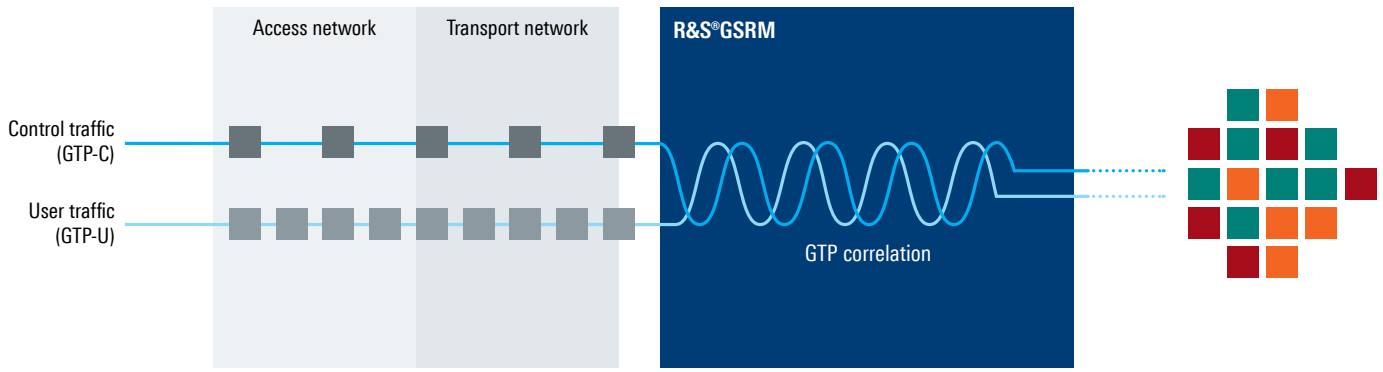 Access network
Transport network
R&S®GSRM
Control traffic
(GTP-C)
User traffic
(GTP-U)
GTP correlation